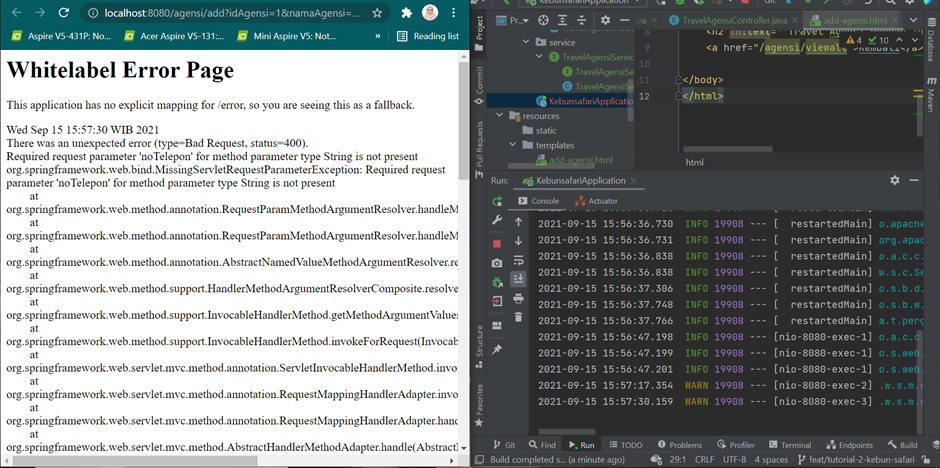 localhost:8080/agensi/add?idAgensi=1&namaAgensi=...
Aspire V5-431P: No...
Acer Aspire V5-131:...
Mini Aspire V5: Not...
»
Reading list
Whitelabel Error Page
This application has no explicit mapping for /error, so you are seeing this as a fallback.
Wed Sep 15 15:57:30 WIB 2021
There was an unexpected error (type=Bad Request, status=400).
Required request parameter 'noTelepon' for method parameter type String is not present
org.springframework.web.bind.MissingServletRequestParameterException: Required request
parameter 'noTelepon' for method parameter type String is not present
at
org.springframework.web.method.annotation.RequestParamMethodArgumentResolver.handleM
at
org.springframework.web.method.annotation.RequestParamMethodArgumentResolver.handleM
at
org.springframework.web.method.annotation.AbstractNamedValueMethodArgumentResolver.re
at
org.springframework.web.method.support.HandlerMethodArgumentResolverComposite.resolve
at
org.springframework.web.method.support.InvocableHandlerMethod.getMethodArgumentValues
at
org.springframework.web.method.support.InvocableHandlerMethod.invokeForRequest(Invocab
at
org.springframework.web.servlet.mvc.method.annotation.ServletInvocableHandlerMethod.invo
at
org.springframework.web.servlet.mvc.method.annotation.RequestMappingHandlerAdapter.invo
at
org.springframework.web.servlet.mvc.method.annotation.RequestMappingHandlerAdapter.hand
at
org.springframework.web.servlet.mvc.method.AbstractHandlerMethodAdapter.handle(Abstract
KebunsafariApplication
Git:
Project
Commit
Pull Requests
Structure
Favorites
Database
Maven
Pr...
TravelAgensiController.java
add-agensi.html
service
TravelAgensiServic
TravelAgensiSe
TravelAgensiSe
KebunsafariApplicatio
resources
static
templates
add-agensi.html
4 10
9 <a href="/agensi/viewall">Kembali</a
10
11 </body>
12 </html>
html
Run: KebunsafariApplication
Console
Actuator
2021-09-15 15:56:36.730 INFO 19908 --- [ restartedMain] o.apache
2021-09-15 15:56:36.731 INFO 19908 --- [ restartedMain] org.apac
2021-09-15 15:56:36.838 INFO 19908 --- [ restartedMain] o.a.c.c.
2021-09-15 15:56:36.838 INFO 19908 --- [ restartedMain] w.s.c.Se
2021-09-15 15:56:37.306 INFO 19908 --- [ restartedMain] o.s.b.d.
2021-09-15 15:56:37.748 INFO 19908 --- [ restartedMain] o.s.b.w.
2021-09-15 15:56:37.766 INFO 19908 --- [ restartedMain] a.t.perg
2021-09-15 15:56:47.198 INFO 19908 --- [nio-8080-exec-1] o.a.c.c.
2021-09-15 15:56:47.199 INFO 19908 --- [nio-8080-exec-1] o.s.web.
2021-09-15 15:56:47.201 INFO 19908 --- [nio-8080-exec-1] o.s.web.
2021-09-15 15:57:17.354 WARN 19908 --- [nio-8080-exec-2] .w.s.m.s
2021-09-15 15:57:30.159 WARN 19908 --- [nio-8080-exec-3] .w.s.m.s
Git Find Run TODO Problems Profiler Terminal Endpoints Build
Build completed s... (a minute ago) 29:1 CRLF UTF-8 4 spaces feat/tutorial-2-kebun-safari